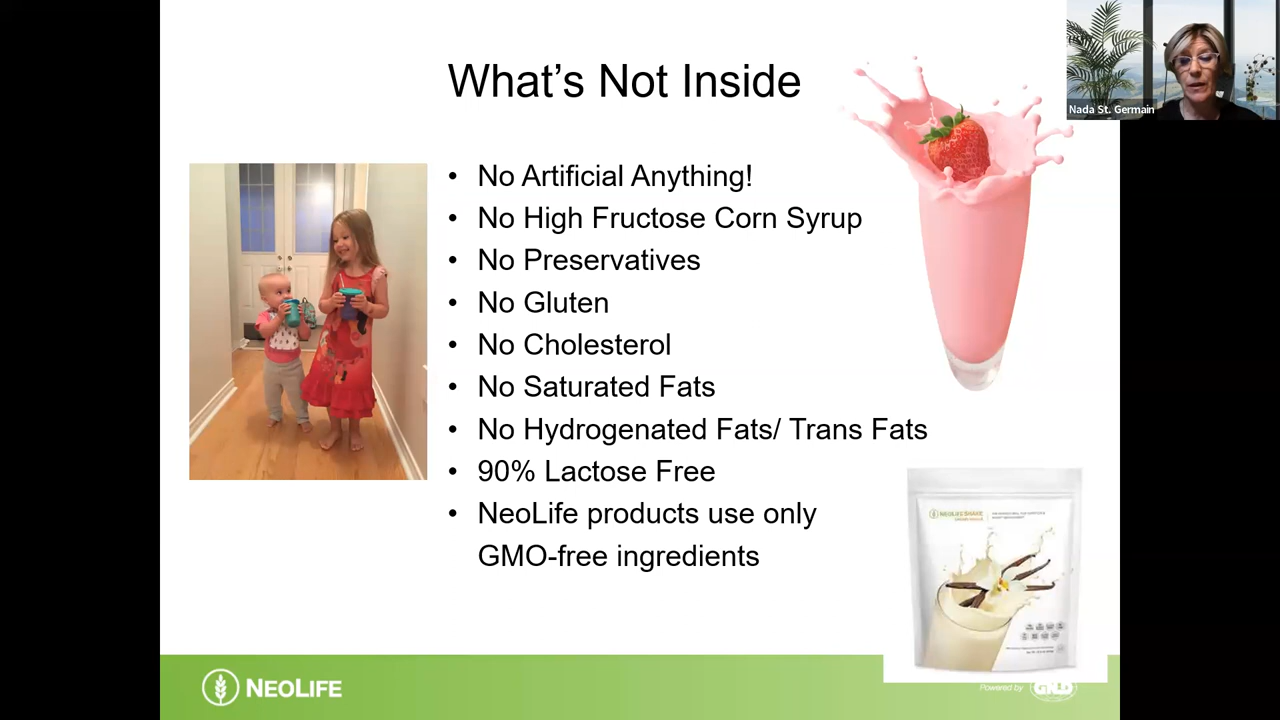 What’s Not Inside
Nada St. Germain
• No Artificial Anything!
• No High Fructose Corn Syrup
• No Preservatives
• No Gluten
• No Cholesterol
• No Saturated Fats
• No Hydrogenated Fats/ Trans Fats
• 90% Lactose Free
• NeoLife products use only
GMO-free ingredients
NEOLIFESHAKE
NEOLIFE
Powered by
GNLD